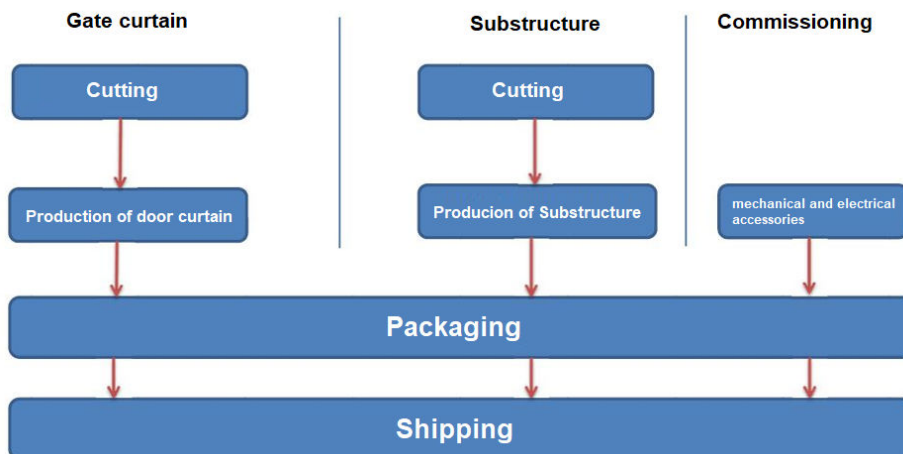 Gate curtain
Substructure
Commissioning
Cutting
Cutting
Production of door curtain
Producion of Substructure
mechanical and electrical
accessories
Packaging
Shipping